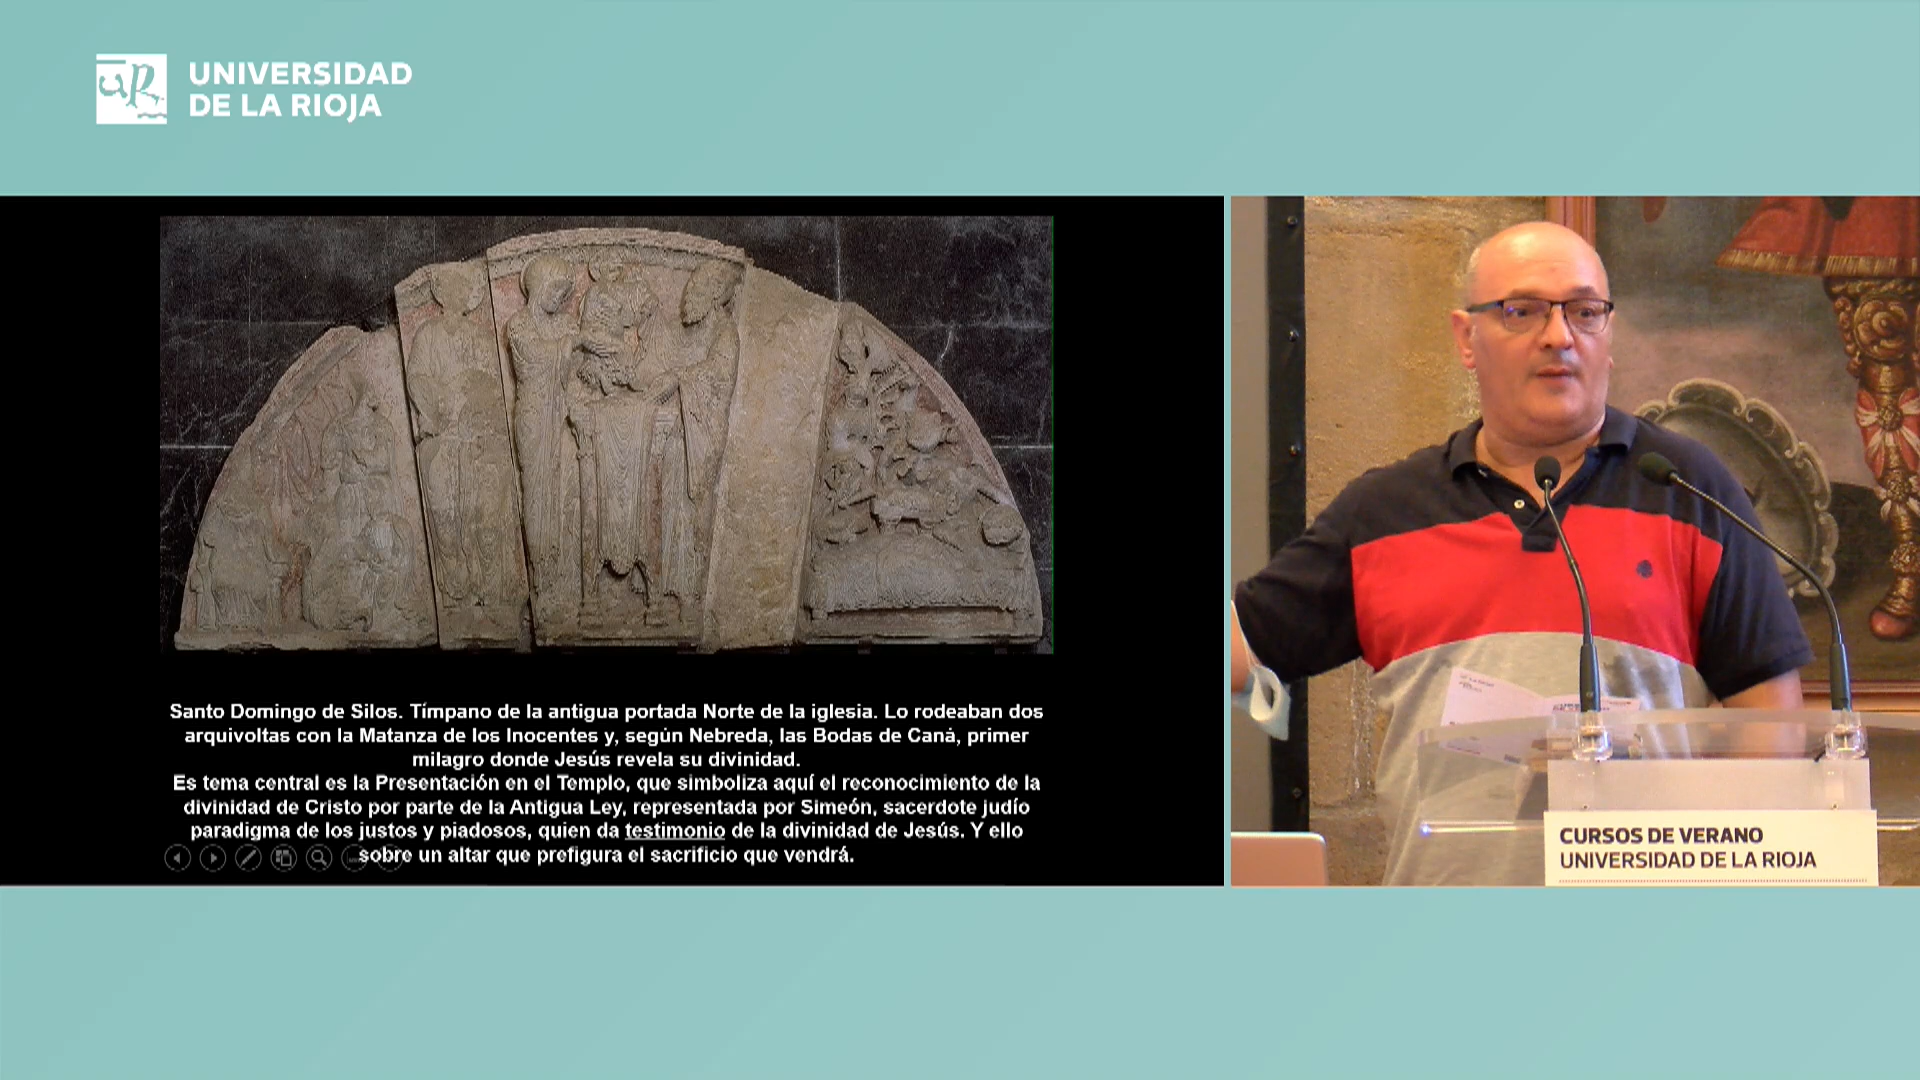 UNIVERSIDAD
DE LA RIOJA
Santo Domingo de Silos. Tímpano de la antigua portada Norte de la iglesia. Lo rodeaban dos
arquivoltas con la Matanza de los Inocentes y, según Nebreda, las Bodas de Caná, primer
milagro donde Jesús revela su divinidad.
Es tema central es la Presentación en el Templo, que simboliza aquí el reconocimiento de la
divinidad de Cristo por parte de la Antigua Ley, representada por Simeón, sacerdote judío
paradigma de los justos y piadosos, quien da testimonio de la divinidad de Jesús. Y ello
sobre un altar que prefigura el sacrificio que vendrá.
CURSOS DE VERANO
UNIVERSIDAD DE LA RIOJA